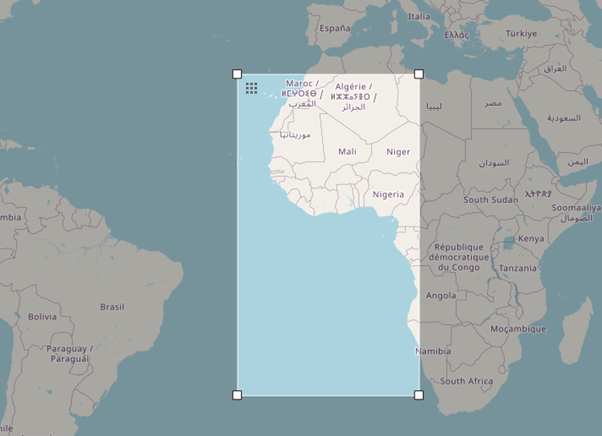 Italia
España
Ελλάς
Türkiye
العراق
Maroc /
ⵍⵎⵖⵔⵉⴱ /
المغرب
Algérie /
ⵍⵣⵣⴰⵢⴻⵔ /
الجزائر
ليبيا
مصر
السعودية
موريتانيا
Mali
Niger
السودان
اليمن
Nigeria
South Sudan
ኢትዮጵያ
Soomaaliya
الصومال
mbia
République
démocratique
du Congo
Kenya
Tanzania
Brasil
Bolivia
Angola
Moçambique
Paraguay /
Paraguái
Namibia
South Africa
hile